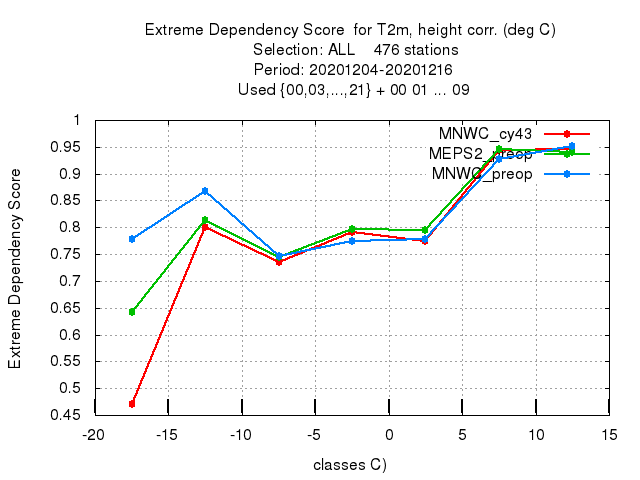 Extreme Dependency Score  for T2m, height corr. (deg C)
Selection: ALL    476 stations
Period: 20201204-20201216
Used {00,03,...,21} + 00 01 ... 09
Extreme Dependency Score
1
0.95
0.9
0.85
0.8
0.75
0.7
0.65
0.6
0.55
0.5
0.45
MNWC_cy43
MEPS2_preop
MNWC_preop
-20 -15 -10 -5 0 5 10 15
classes C)